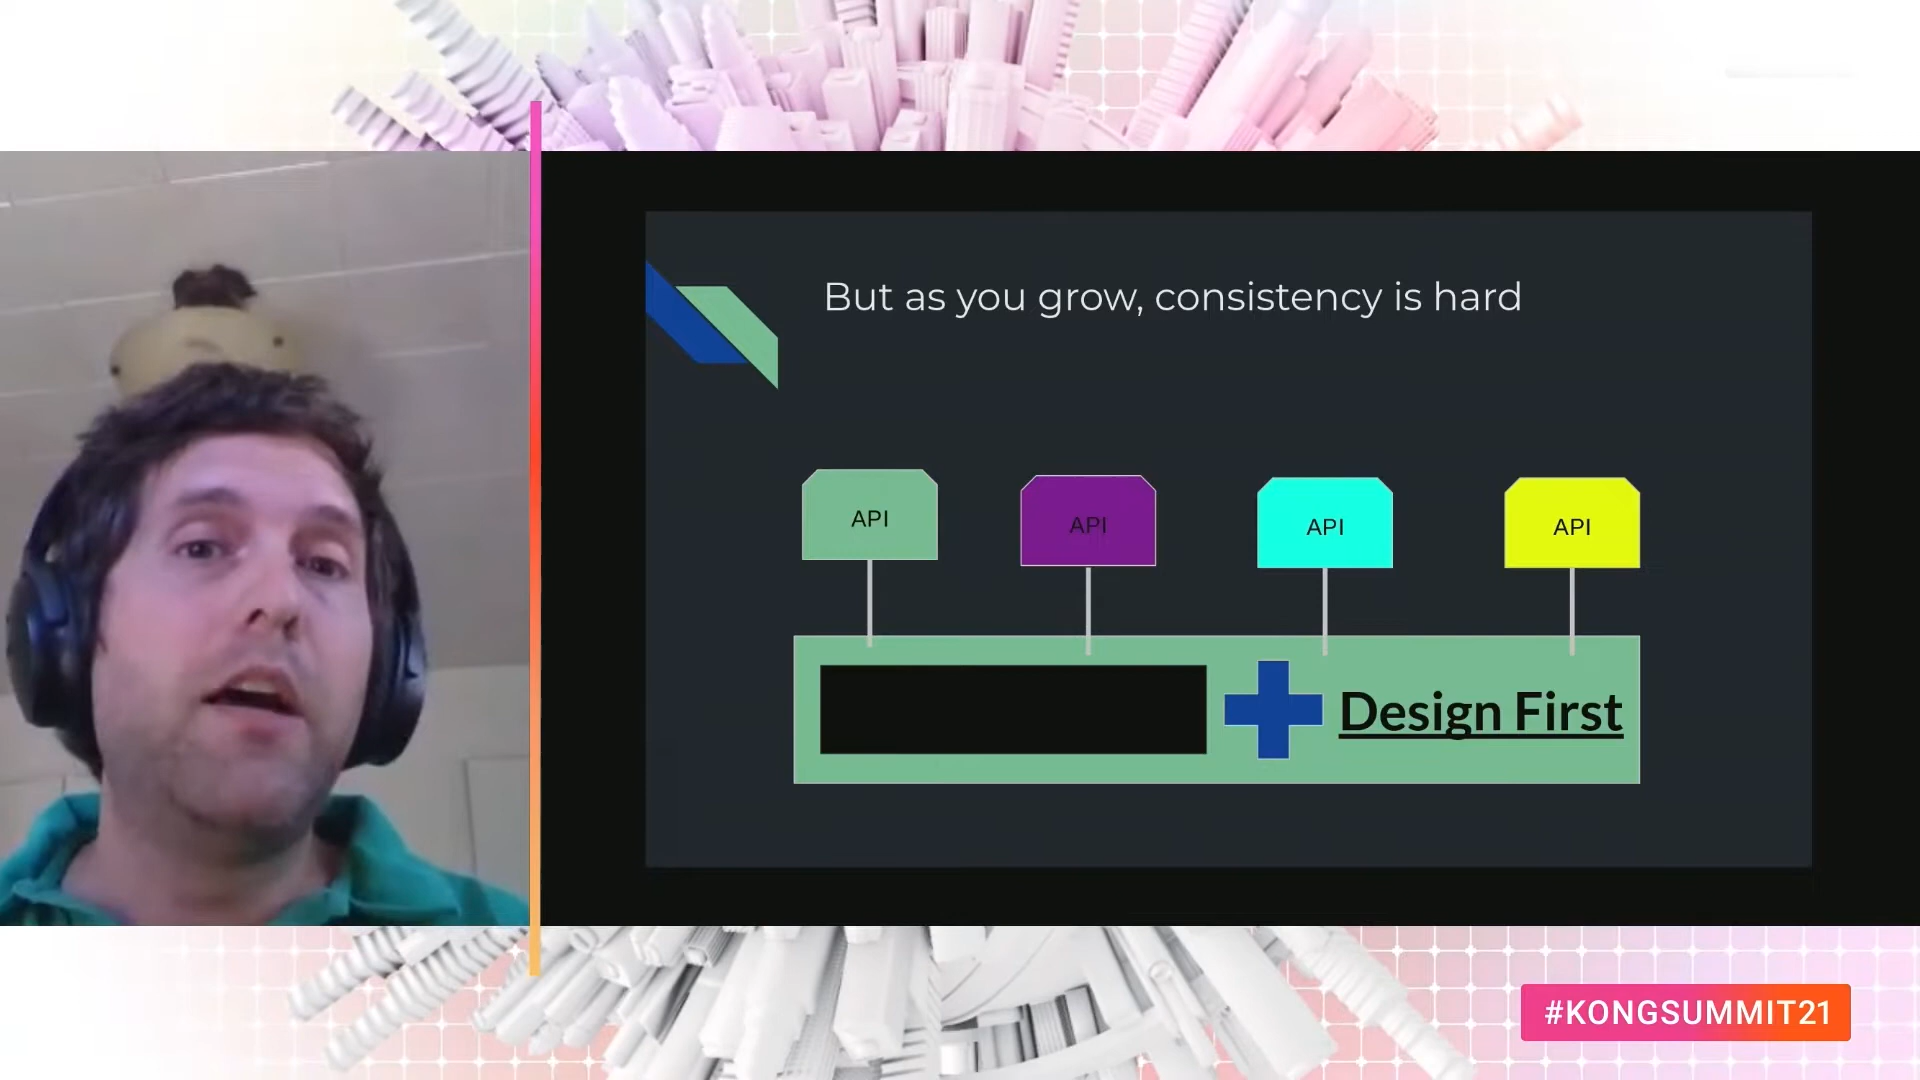 But as you grow, consistency is hard
API
API
API
API
Design First
#KONGSUMMIT21